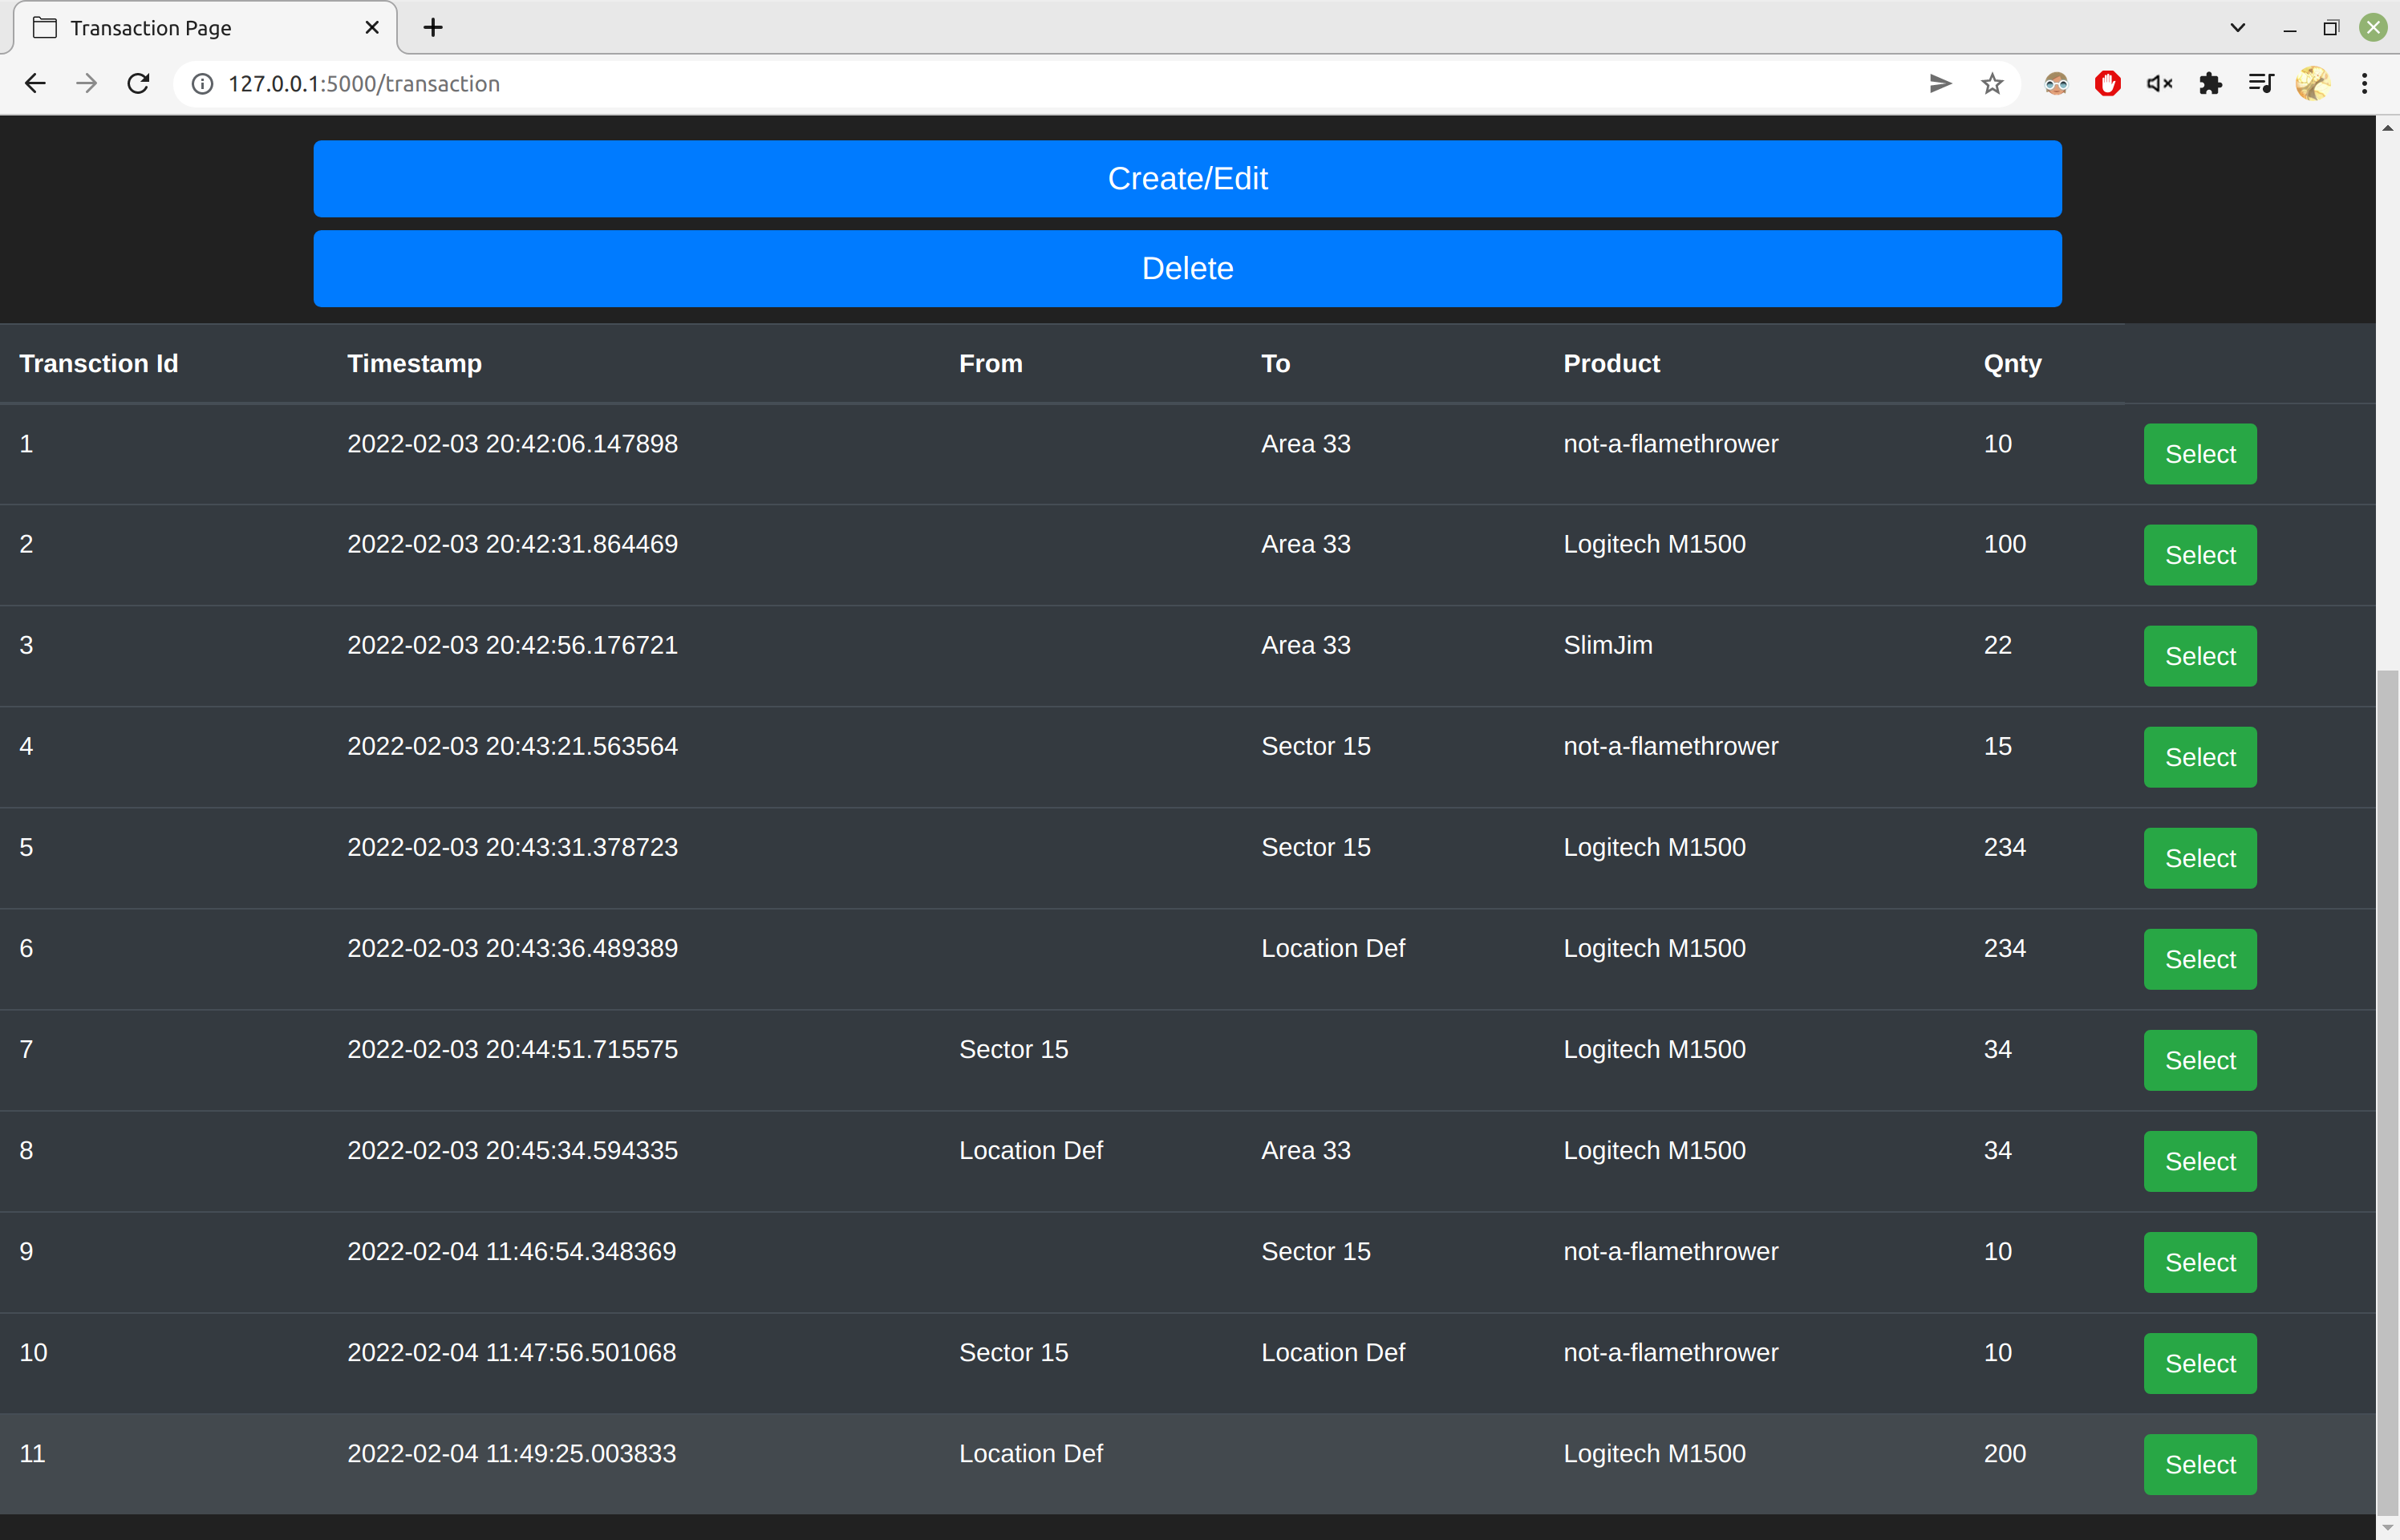 Transaction Page
127.0.0.1:5000/transaction
Create/Edit
Delete
Transction Id Timestamp From To Product Qnty
1 2022-02-03 20:42:06.147898 Area 33 not-a-flamethrower 10 Select
2 2022-02-03 20:42:31.864469 Area 33 Logitech M1500 100 Select
3 2022-02-03 20:42:56.176721 Area 33 SlimJim 22 Select
4 2022-02-03 20:43:21.563564 Sector 15 not-a-flamethrower 15 Select
5 2022-02-03 20:43:31.378723 Sector 15 Logitech M1500 234 Select
6 2022-02-03 20:43:36.489389 Location Def Logitech M1500 234 Select
7 2022-02-03 20:44:51.715575 Sector 15 Logitech M1500 34 Select
8 2022-02-03 20:45:34.594335 Location Def Area 33 Logitech M1500 34 Select
9 2022-02-04 11:46:54.348369 Sector 15 not-a-flamethrower 10 Select
10 2022-02-04 11:47:56.501068 Sector 15 Location Def not-a-flamethrower 10 Select
11 2022-02-04 11:49:25.003833 Location Def Logitech M1500 200 Select